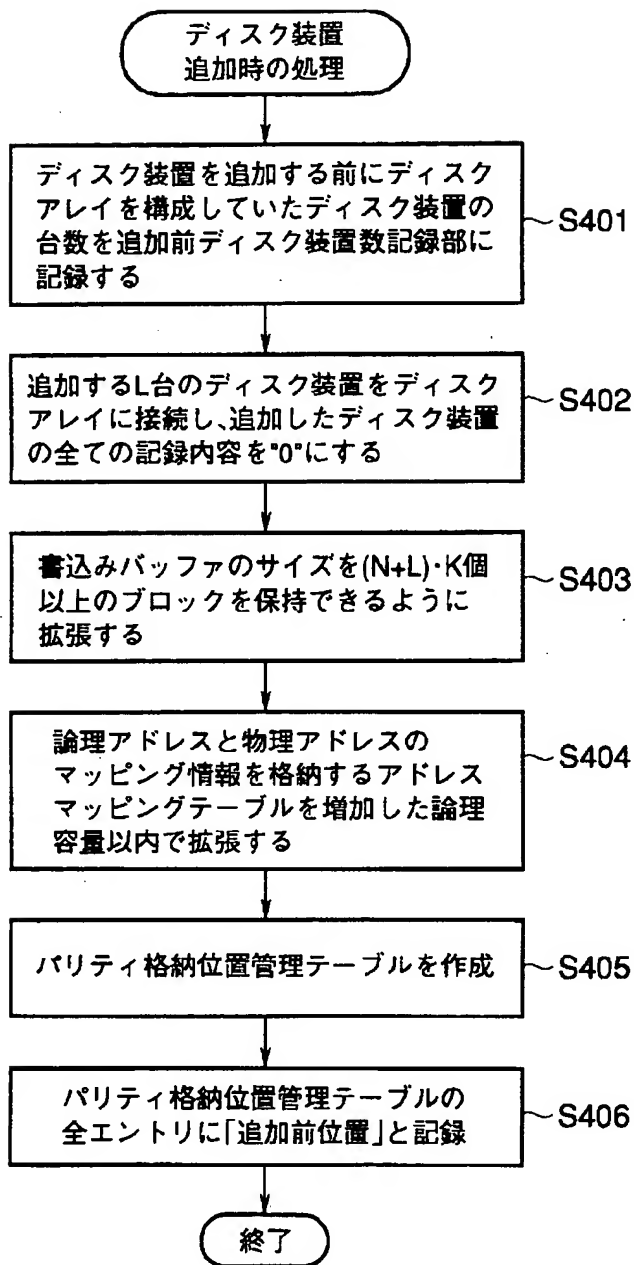 ディスク装置
追加時の処理
ディスク装置を追加する前にディスク
アレイを構成していたディスク装置の
台数を追加前ディスク装置数記録部に
記録する
S401
追加するL台のディスク装置をディスク
アレイに接続し､追加したディスク装置
の全ての記録内容を"0"にする
S402
書込みバッファのサイズを(N+L)･K個
以上のブロックを保持できるように
拡張する
S403
論理アドレスと物理アドレスの
マッピング情報を格納するアドレス
マッピングテーブルを増加した論理
容量以内で拡張する
S404
パリティ格納位置管理テーブルを作成
S405
パリティ格納位置管理テーブルの
全エントリに｢追加前位置｣と記録
S406
終了